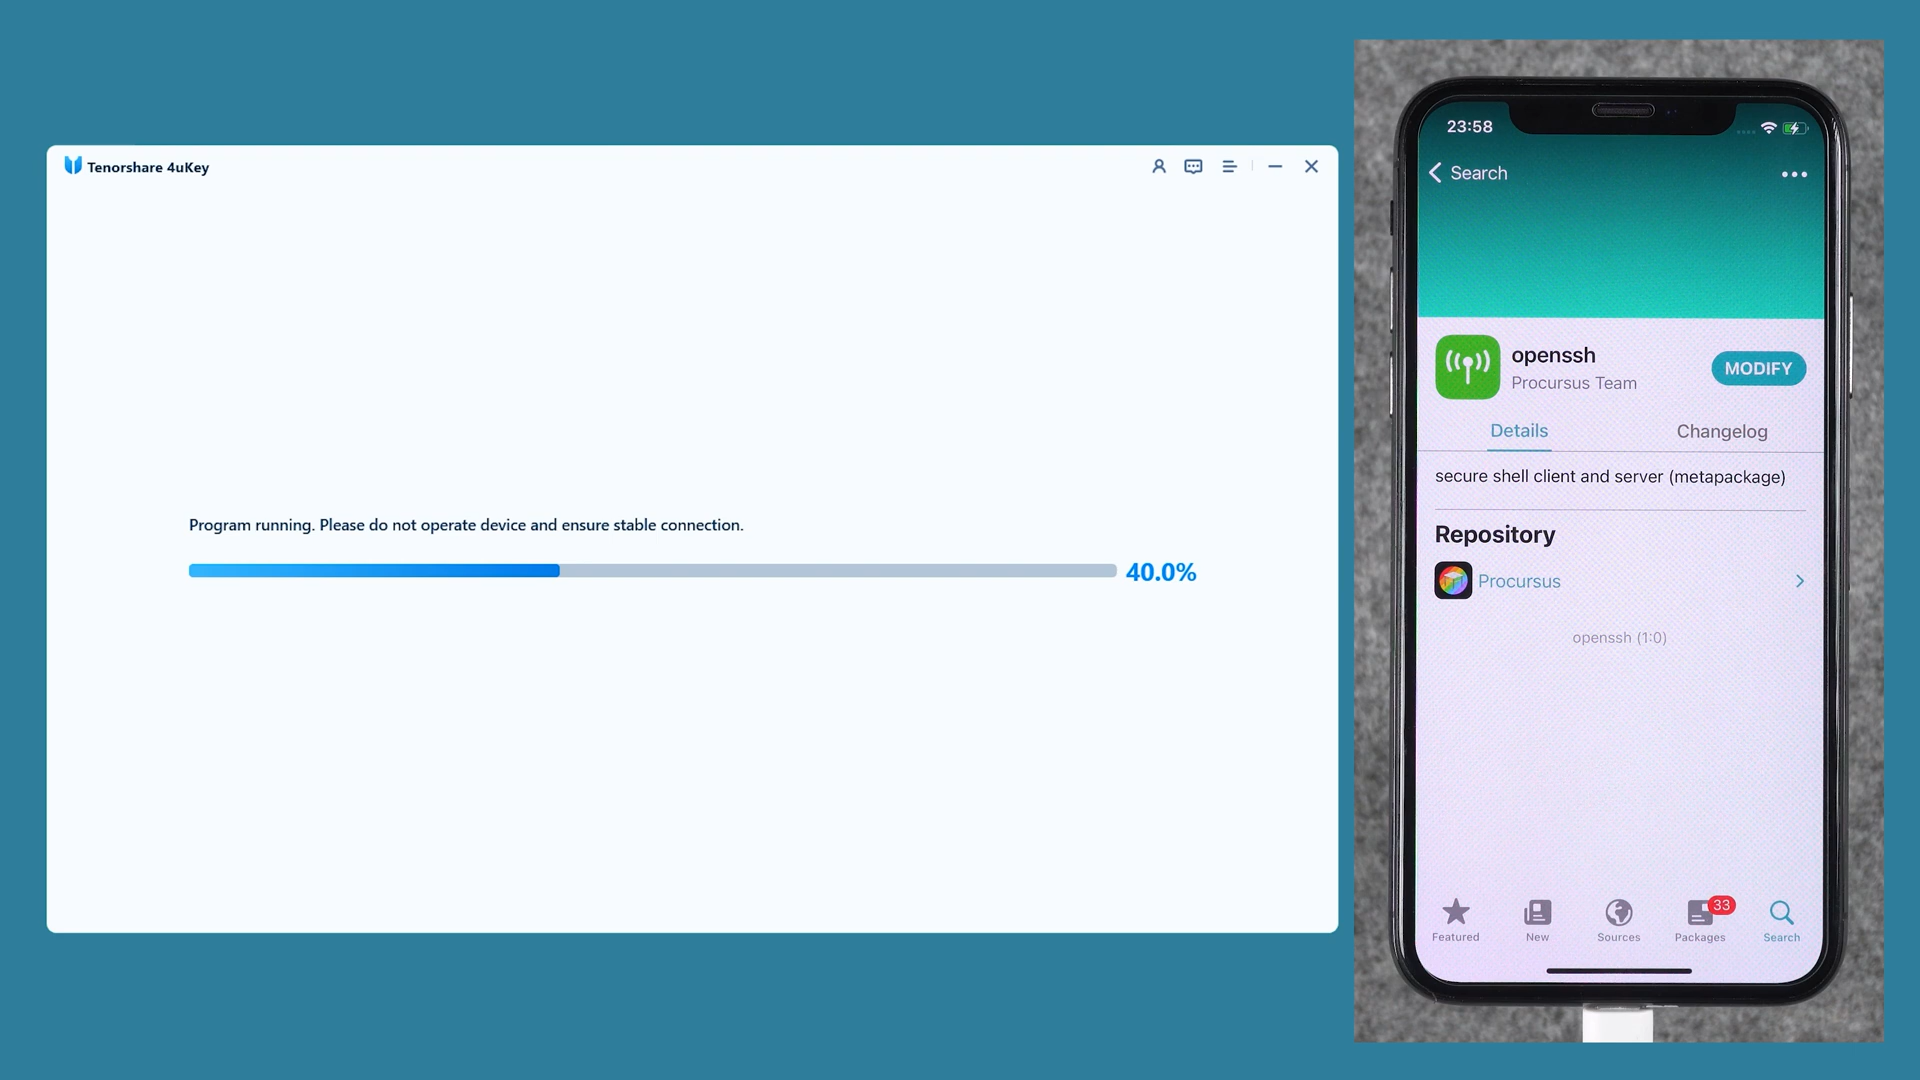 Tenorshare 4uKey
Program running. Please do not operate device and ensure stable connection.
40.0%
23:58
Search
openssh
Procursus Team
MODIFY
Details
Changelog
secure shell client and server (metapackage)
Repository
Procursus
openssh (1:0)
33
Featured
New
Sources
Packages
Search